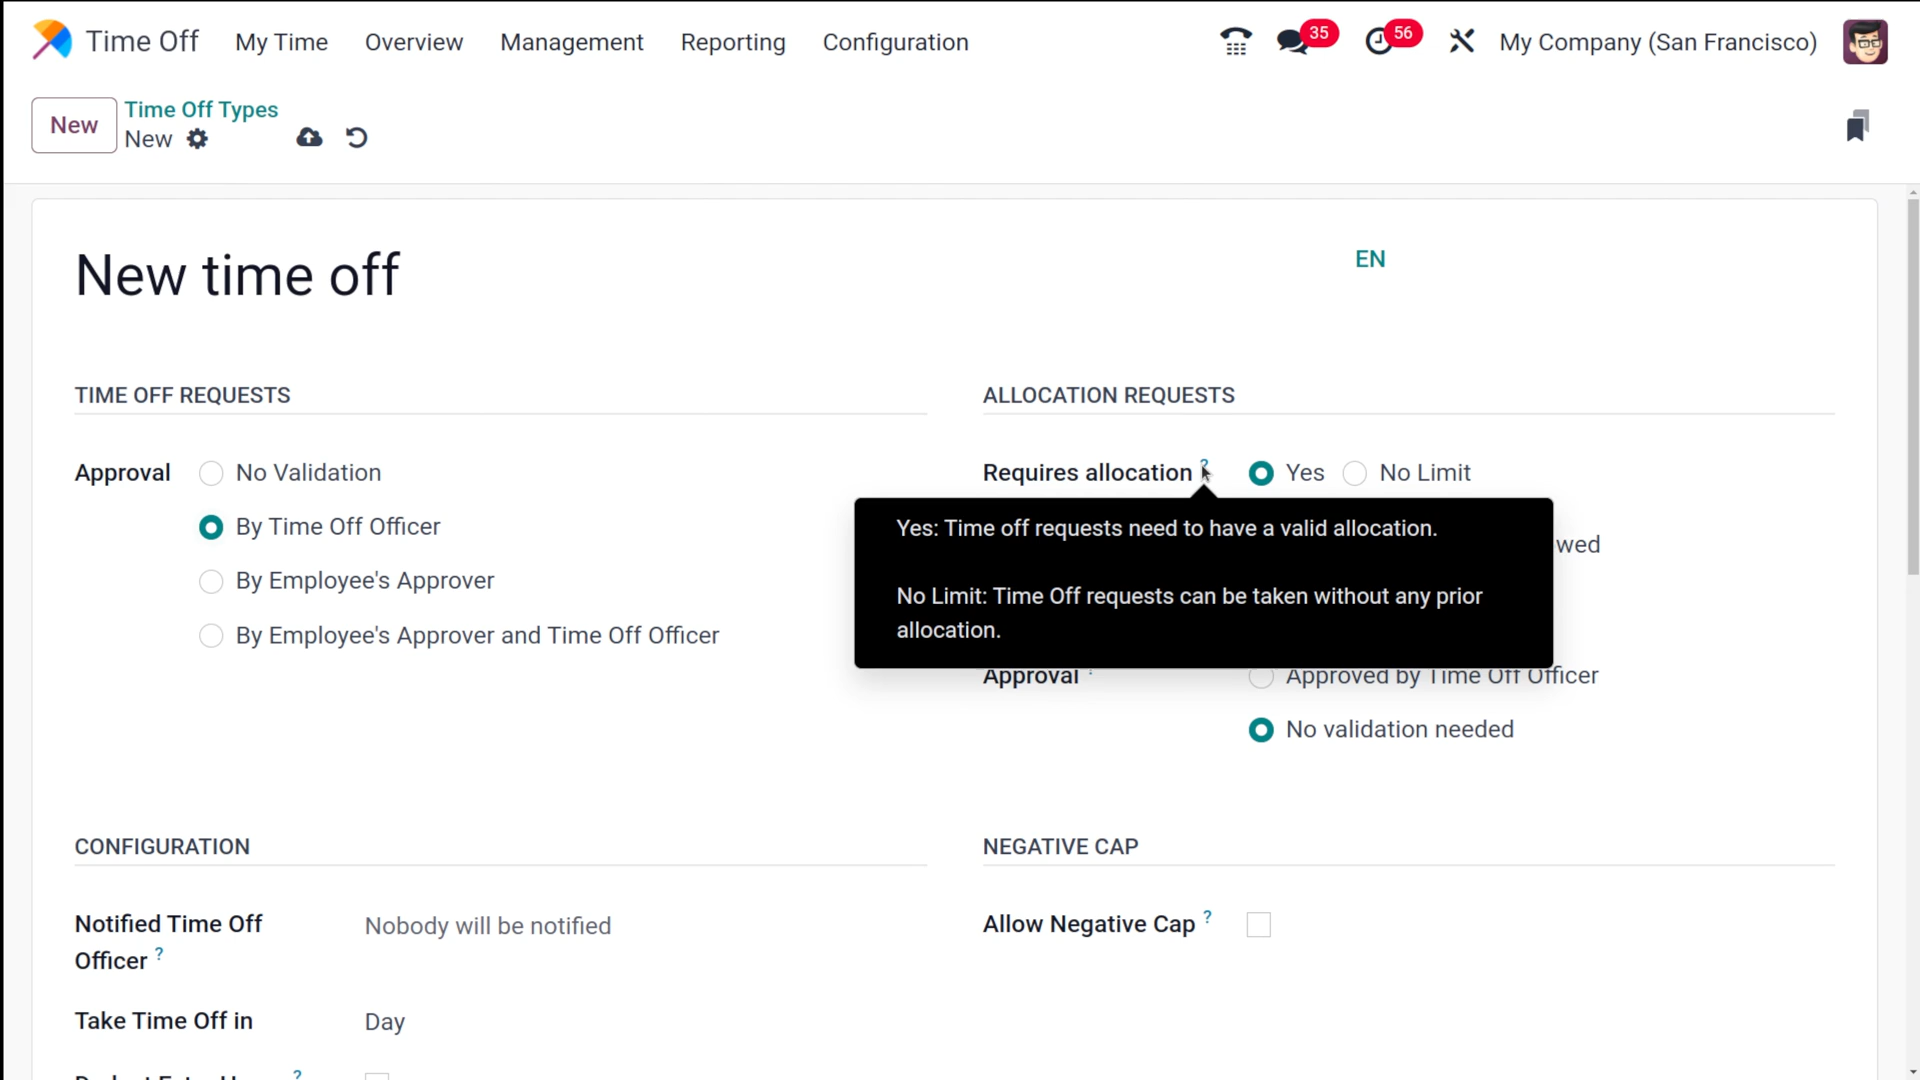 Time Off My Time Overview Management Reporting Configuration 35 56 My Company (San Francisco)
New Time Off Types
New
New time off EN
TIME OFF REQUESTS ALLOCATION REQUESTS
Approval No Validation Requires allocation ? Yes No Limit
By Time Off Officer Yes: Time off requests need to have a valid allocation.
wed
By Employee's Approver No Limit: Time Off requests can be taken without any prior
allocation.
By Employee's Approver and Time Off Officer
Approval Approved by Time Off Officer
No validation needed
CONFIGURATION NEGATIVE CAP
Notified Time Off Nobody will be notified Allow Negative Cap ?
Officer ?
Take Time Off in Day
?